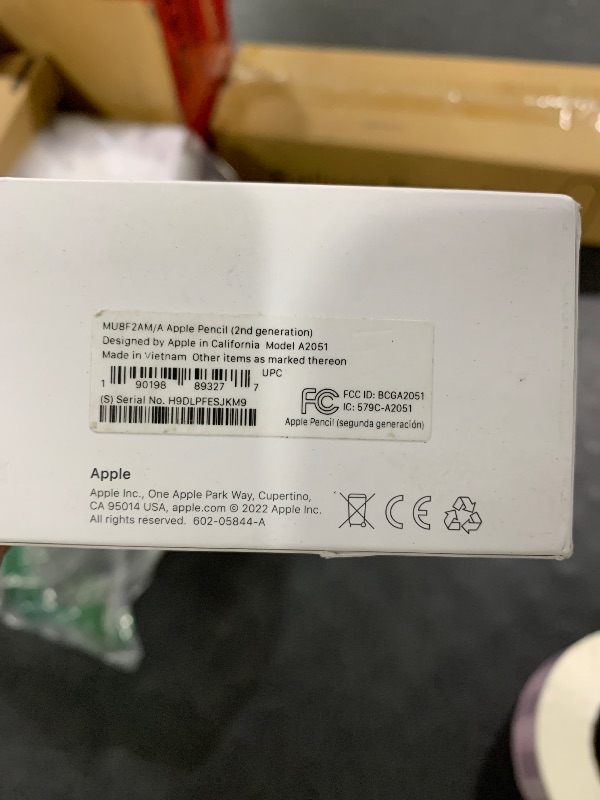 MU8F2AM/A Apple Pencil (2nd generation)
Designed by Apple in California Model A2051
Made in Vietnam Other items as marked thereon
UPC
1 90198 89327 7
(S) Serial No. H9DLPFESJKM9
FCC ID: BCGA2051
IC: 579C-A2051
Apple Pencil (segunda generación)
Apple
Apple Inc., One Apple Park Way, Cupertino,
CA 95014 USA, apple.com © 2022 Apple Inc.
All rights reserved. 602-05844-A